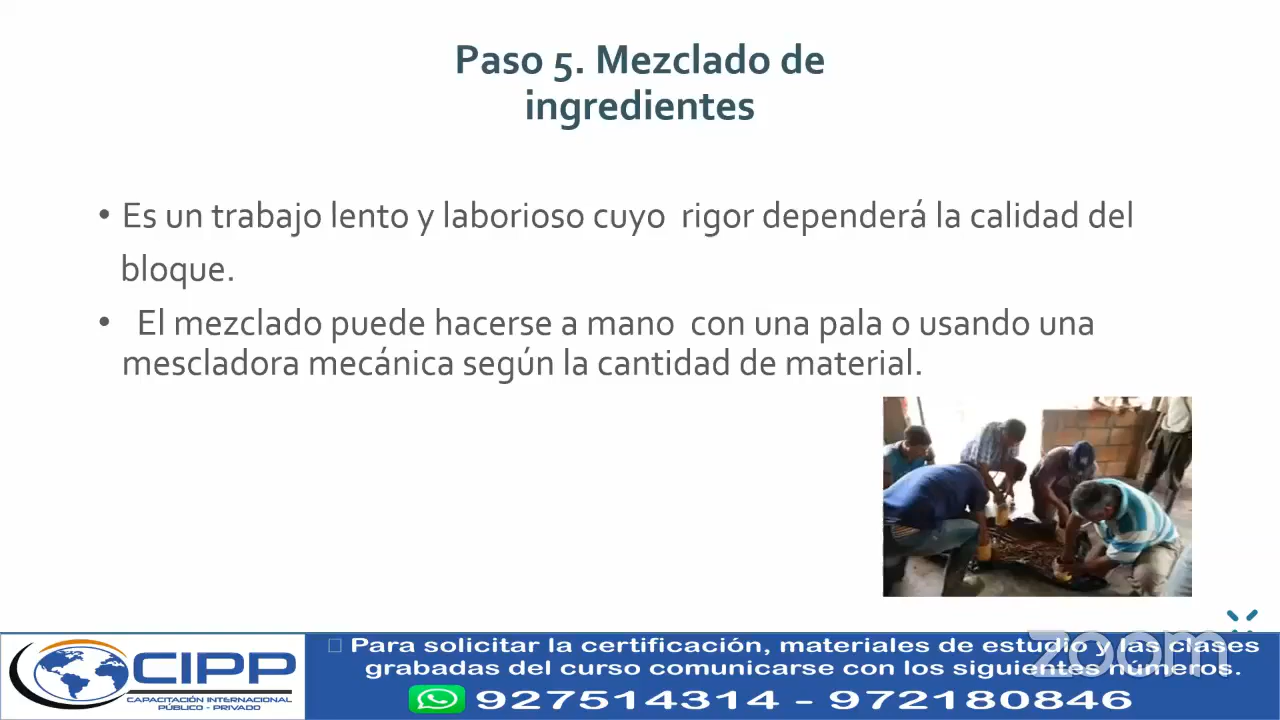 Paso 5. Mezclado de
ingredientes
• Es un trabajo lento y laborioso cuyo rigor dependerá la calidad del
bloque.
• El mezclado puede hacerse a mano con una pala o usando una
mescladora mecánica según la cantidad de material.
CIPP
CAPACITACIÓN INTERNACIONAL
PÚBLICO - PRIVADO
Para solicitar la certificación, materiales de estudio y las clases
grabadas del curso comunicarse con los siguientes números.
927514314 - 972180846
zoom